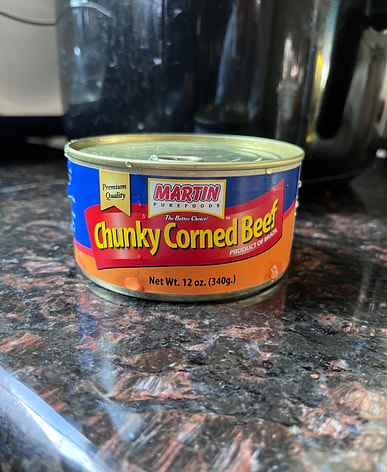 Premium
Quality
MARTIN
PUREFOODS
The Better Choice!
Chunky Corned Beef
PRODUCT OF BRAZIL
Net Wt. 12 oz. (340g.)